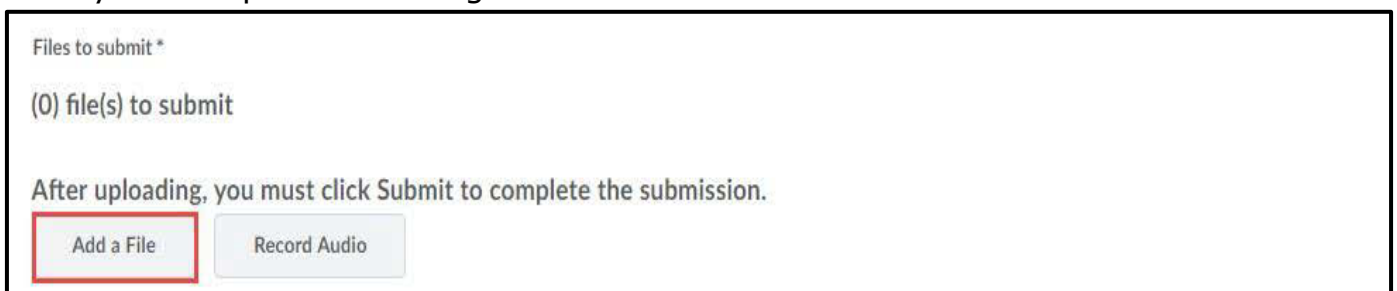 Files to submit *
(0) file(s) to submit
After uploading, you must click Submit to complete the submission.
Add a File
Record Audio